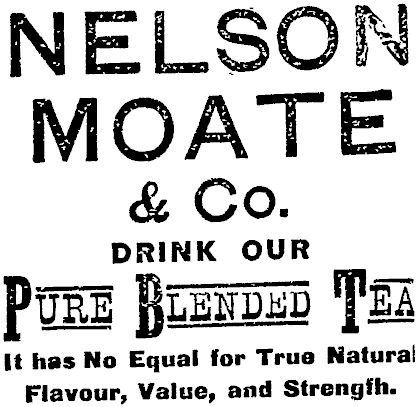 NELSON
MOATE
& Co.
DRINK OUR
PURE BLENDED TEA
It has No Equal for True Natural
Flavour, Value, and Strength.